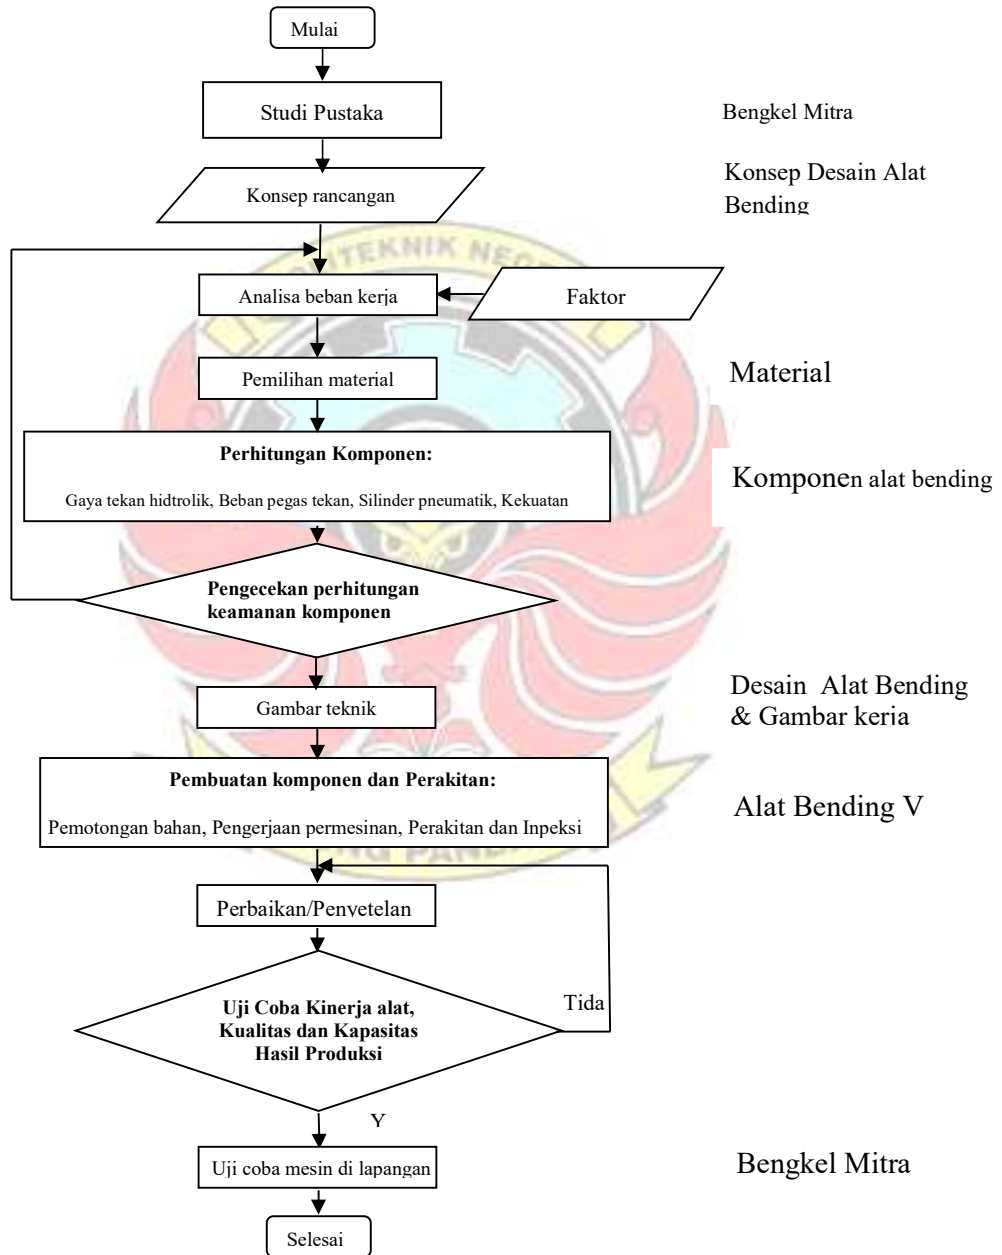 Mulai
Studi Pustaka
Bengkel Mitra
Konsep rancangan
Konsep Desain Alat
Bending
Analisa beban kerja
Faktor
Pemilihan material
Material
Perhitungan Komponen:
Gaya tekan hidtrolik, Beban pegas tekan, Silinder pneumatik, Kekuatan
Komponen alat bending
Pengecekan perhitungan
keamanan komponen
Gambar teknik
Desain Alat Bending
& Gambar kerja
Pembuatan komponen dan Perakitan:
Pemotongan bahan, Pengerjaan permesinan, Perakitan dan Inpeksi
Alat Bending V
Perbaikan/Penyetelan
Uji Coba Kinerja alat,
Kualitas dan Kapasitas
Hasil Produksi
Tida
Y
Uji coba mesin di lapangan
Bengkel Mitra
Selesai